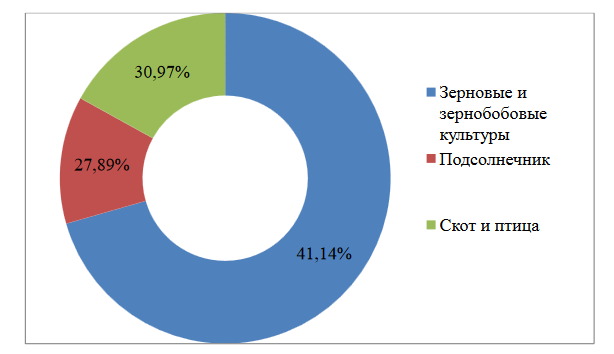 30,97%
27,89%
41,14%
Зерновые и
зернобобовые
культуры
Подсолнечник
Скот и птица